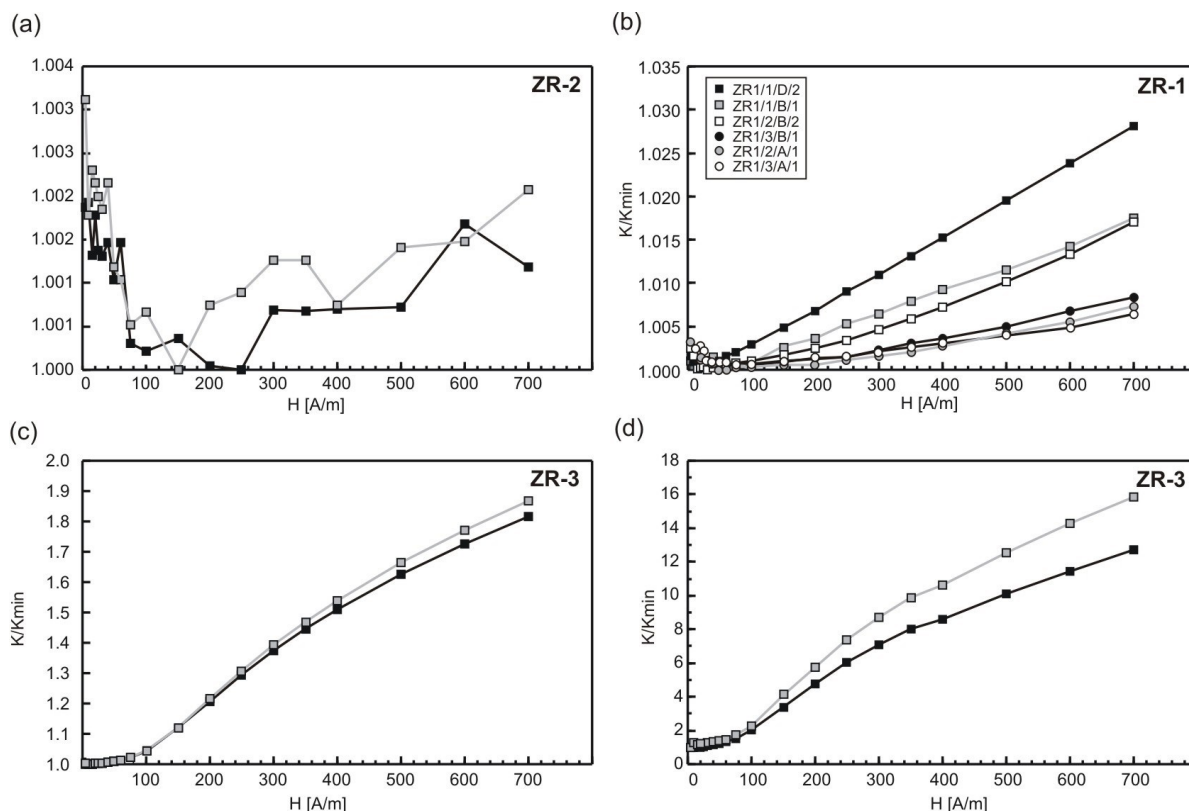 (a)
1.004
1.003
1.003
1.002
1.002
1.001
1.001
1.000
ZR-2
0 100 200 300 400 500 600 700
H [A/m]
(b)
1.035
1.030
1.025
1.020
1.015
1.010
1.005
1.000
K/Kmin
ZR-1
ZR1/1/D/2
ZR1/1/B/1
ZR1/2/B/2
ZR1/3/B/1
ZR1/2/A/1
ZR1/3/A/1
0 100 200 300 400 500 600 700
H [A/m]
(c)
2.0
1.9
1.8
1.7
1.6
1.5
1.4
1.3
1.2
1.1
1.0
K/Kmin
ZR-3
100 200 300 400 500 600 700
H [A/m]
(d)
18
16
14
12
10
8
6
4
2
0
K/Kmin
ZR-3
0 100 200 300 400 500 600 700
H [A/m]